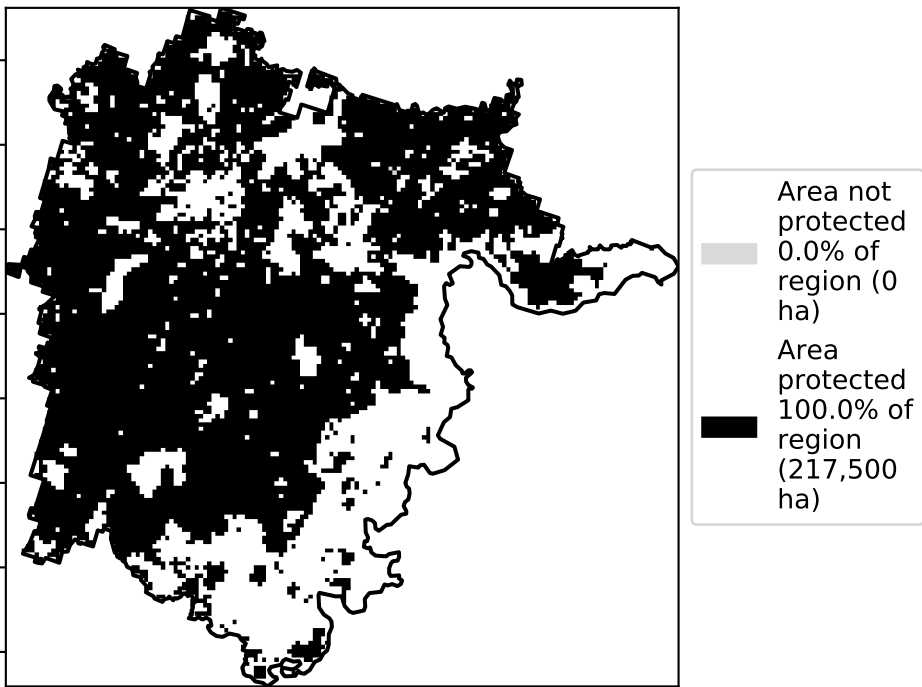 Area not
protected
0.0% of
region (0
ha)
Area
protected
100.0% of
region
(217,500
ha)